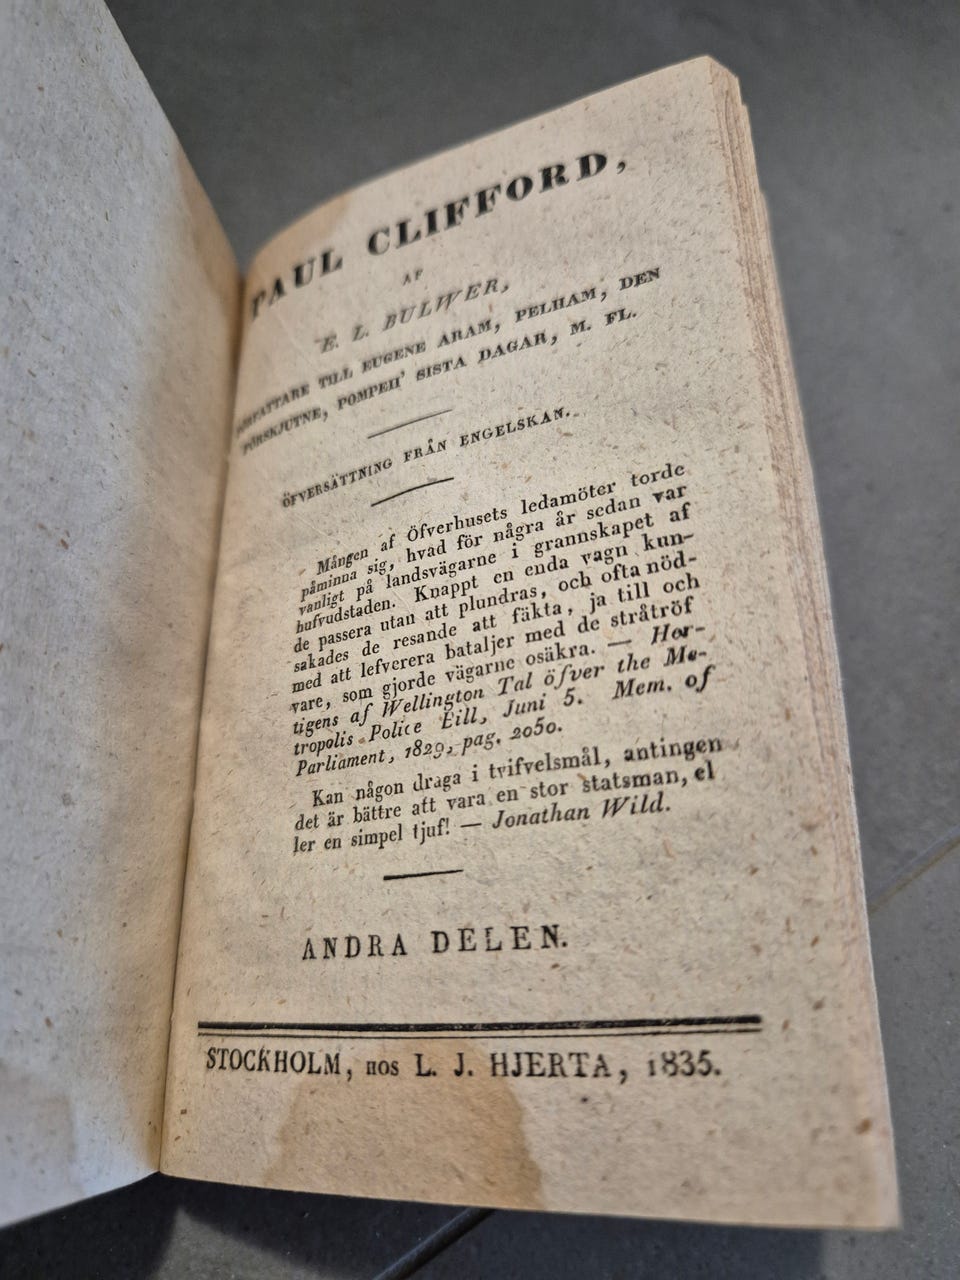 PAUL CLIFFORD,
AF
E. L. BULWER,
FÖRFATTARE TILL EUGENE ARAM, PELHAM, DEN
FÖRSKJUTNE, POMPEII' SISTA DAGAR, M. FL.
ÖFVERSÄTTNING FRÅN ENGELSKAN.
Mången af Öfverhusets ledamöter torde
påminna sig, hvad för några år sedan var
vanligt på landsvägarne i grannskapet af
hufvudstaden. Knappt en enda vagn kun-
de passera utan att plundras, och ofta nöd-
sakades de resande att fäkta, ja till och
med att lefverera bataljer med de stråtröf
vare, som gjorde vägarne osäkra. — Her-
tigens af Wellington Tal öfver the Me-
tropolis Police Bill, Juni 5. Mem. of
Parliament, 1829, pag. 2050.
Kan någon draga i tvifvelsmål, antingen
det är bättre att vara en stor statsman, el
ler en simpel tjuf! — Jonathan Wild.
ANDRA DELEN.
STOCKHOLM, HOS L. J. HJERTA, 1835.